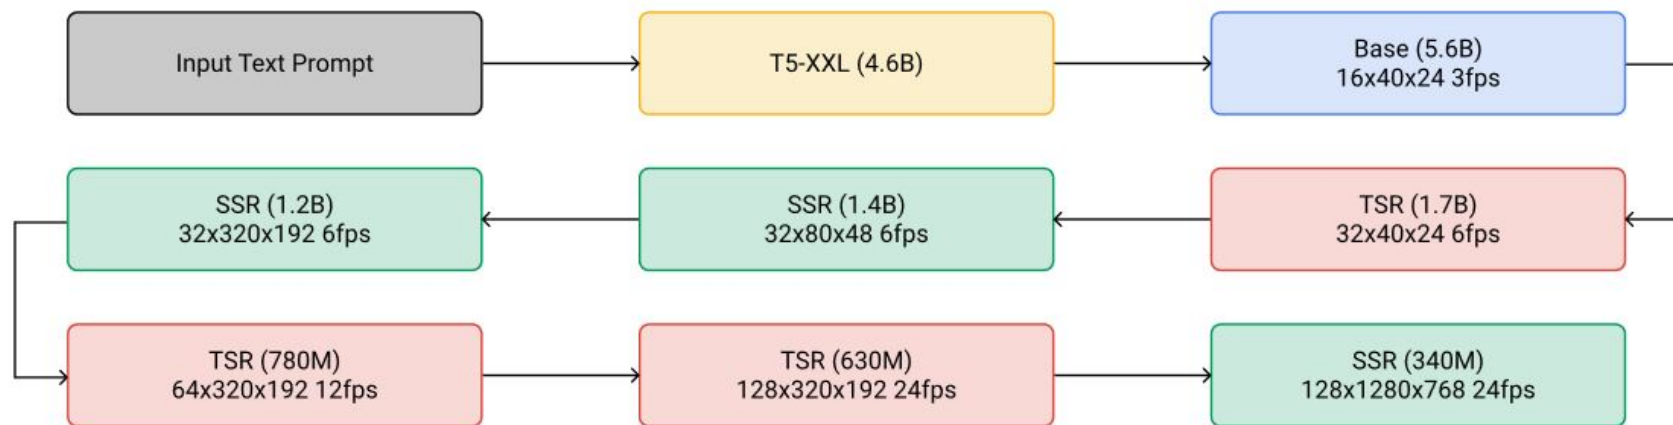 Input Text Prompt
T5-XXL (4.6B)
Base (5.6B)
16x40x24 3fps
TSR (1.7B)
32x40x24 6fps
SSR (1.4B)
32x80x48 6fps
SSR (1.2B)
32x320x192 6fps
TSR (780M)
64x320x192 12fps
TSR (630M)
128x320x192 24fps
SSR (340M)
128x1280x768 24fps